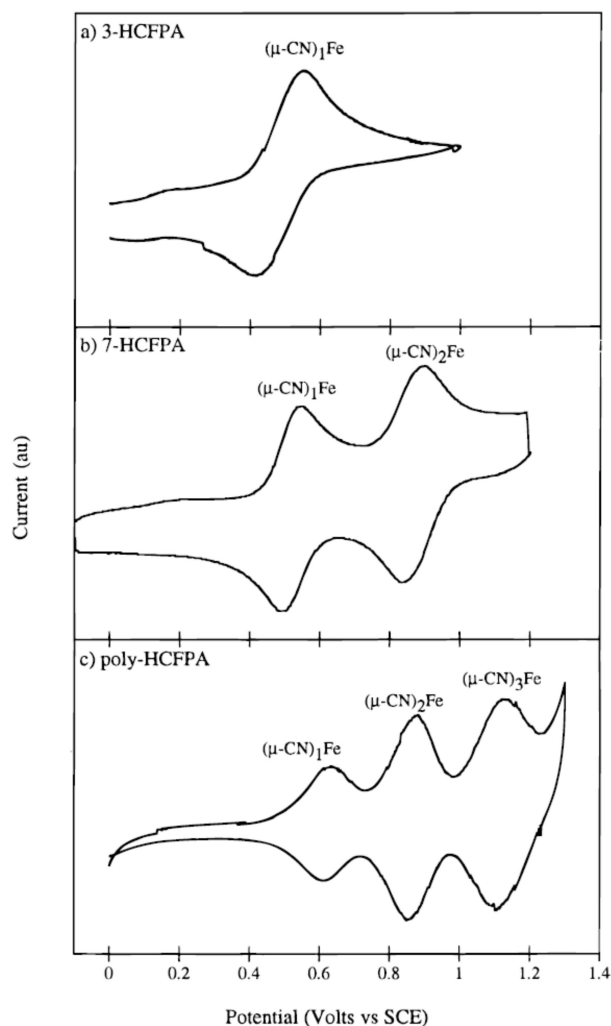 a) 3-HCFPA
(μ-CN)₁Fe
b) 7-HCFPA
(μ-CN)₁Fe
(μ-CN)₂Fe
c) poly-HCFPA
(μ-CN)₁Fe
(μ-CN)₂Fe
(μ-CN)₃Fe
Current (au)
0 0.2 0.4 0.6 0.8 1 1.2 1.4
Potential (Volts vs SCE)